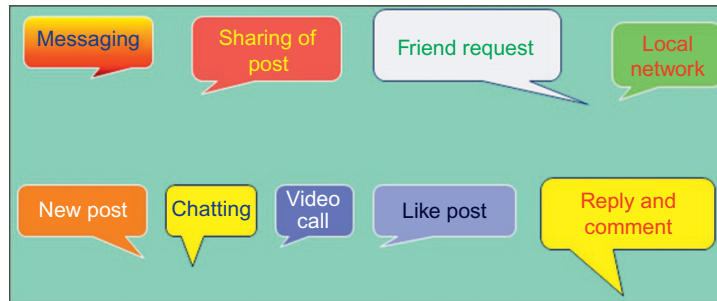 Messaging
Sharing of
post
Friend request
Local
network
New post
Chatting
Video
call
Like post
Reply and
comment